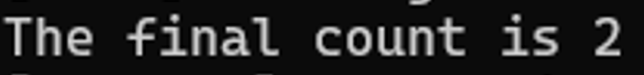 The final count is 2